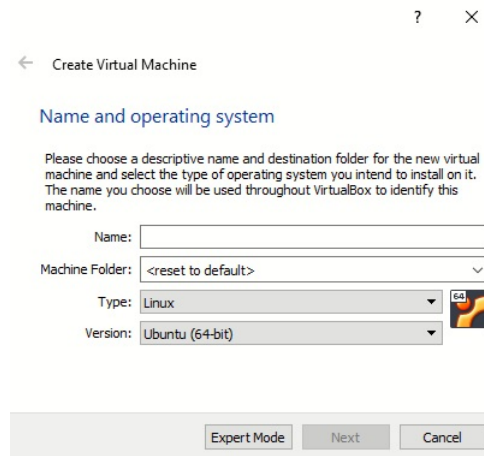 ?
Create Virtual Machine
Name and operating system
Please choose a descriptive name and destination folder for the new virtual
machine and select the type of operating system you intend to install on it.
The name you choose will be used throughout VirtualBox to identify this
machine.
Name:
Machine Folder: <reset to default>
Type: Linux
64
Version: Ubuntu (64-bit)
Expert Mode Next Cancel